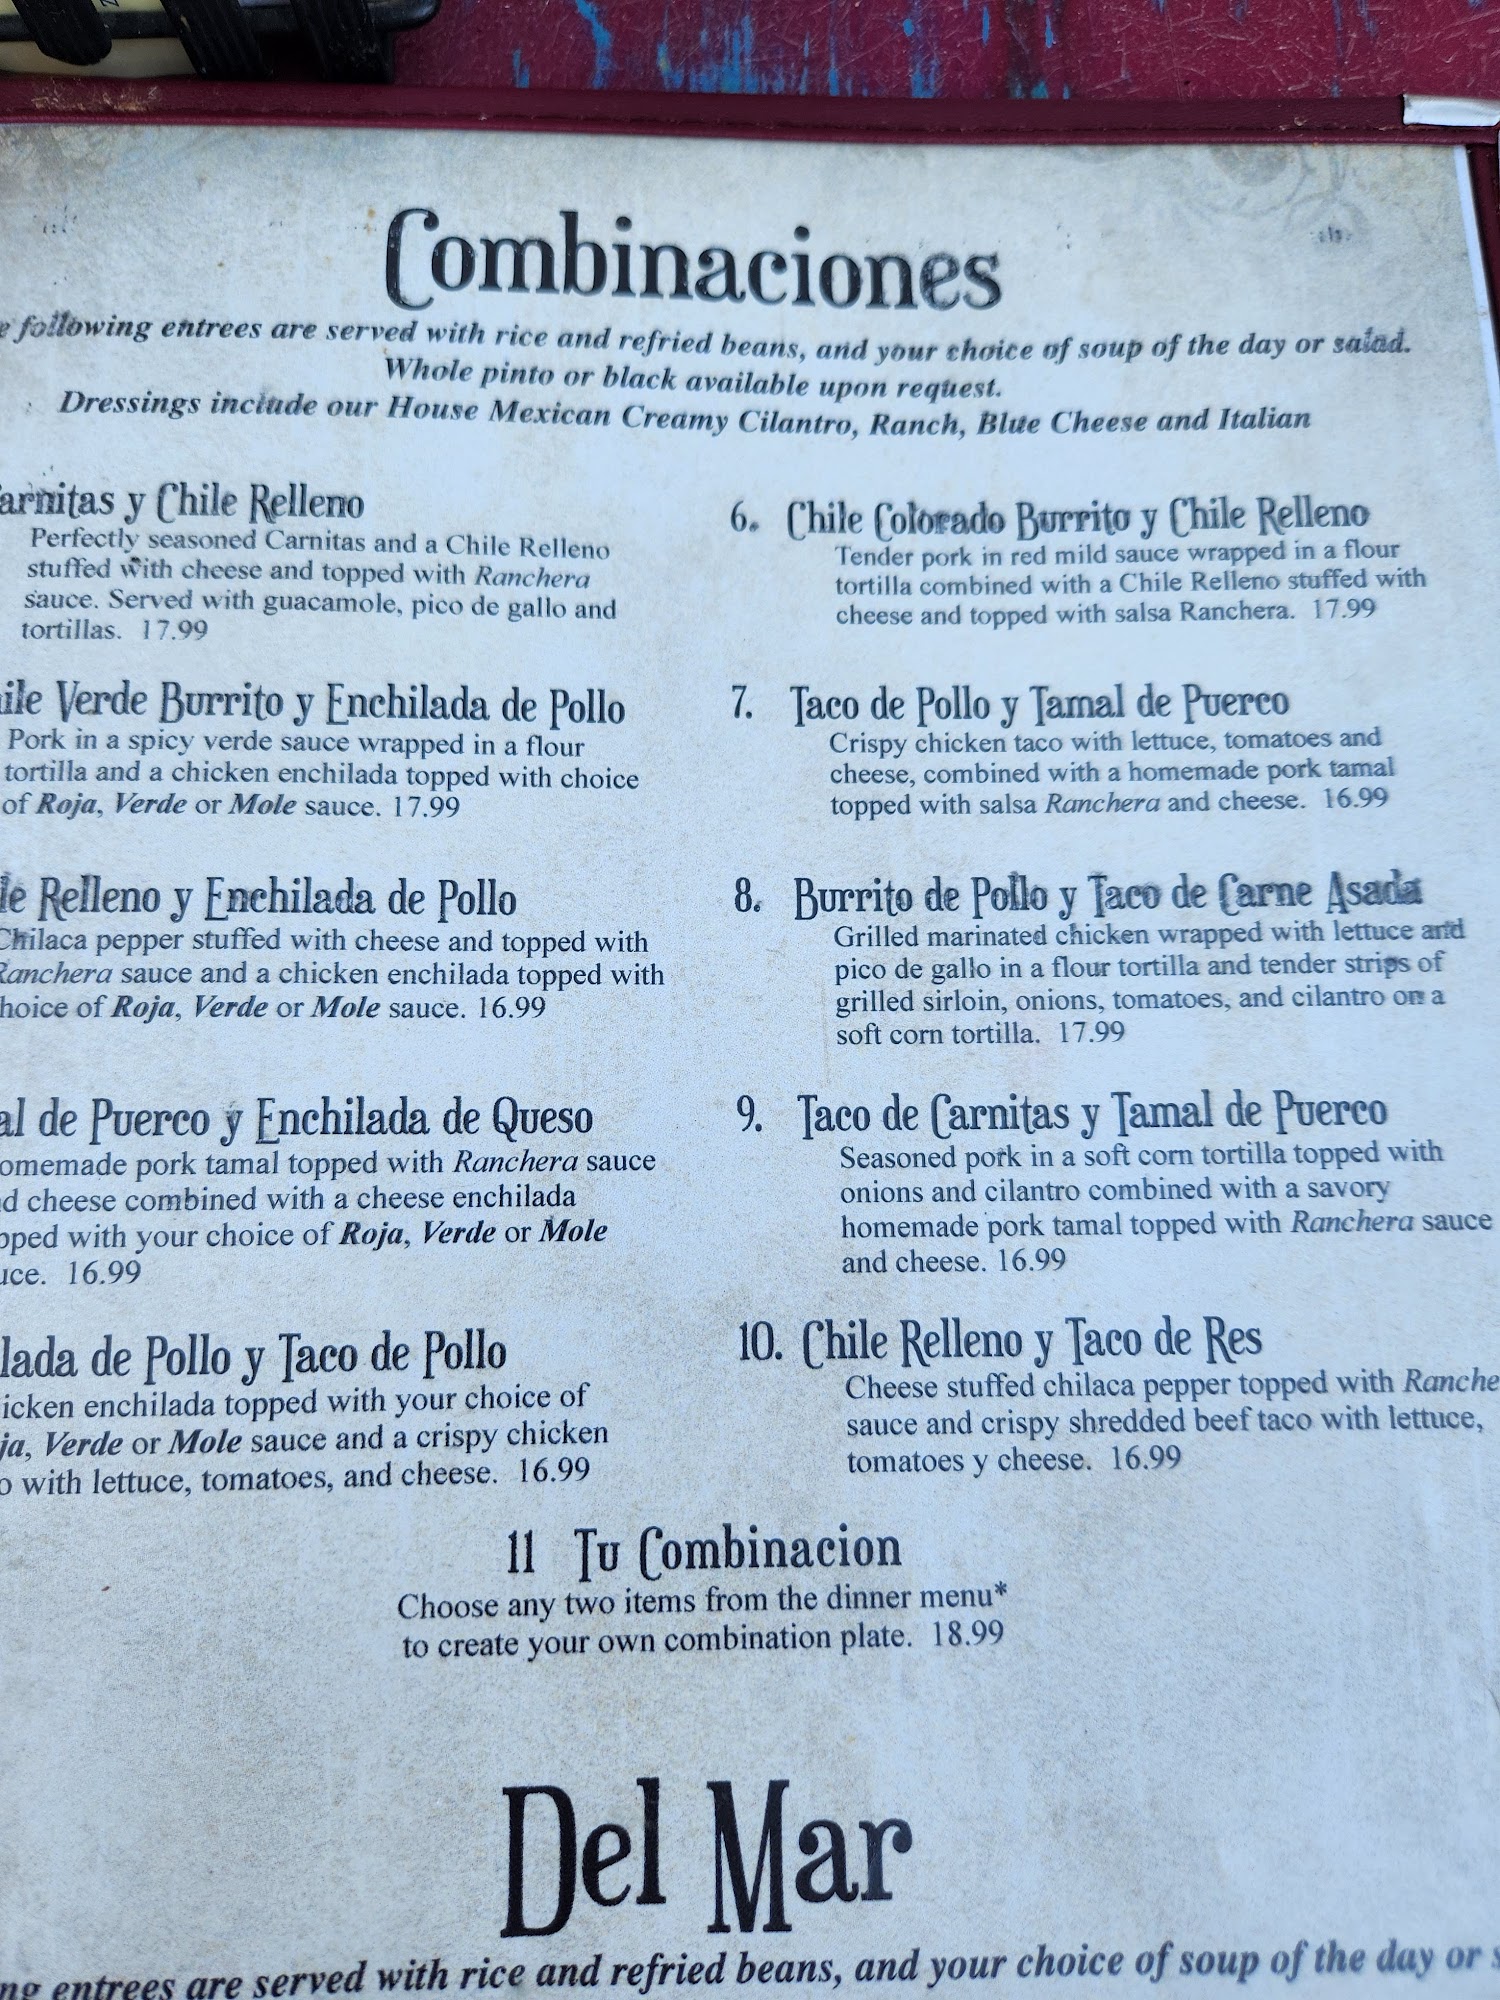 Combinaciones
following entrees are served with rice and refried beans, and your choice of soup of the day or salad.
Whole pinto or black available upon request.
Dressings include our House Mexican Creamy Cilantro, Ranch, Blue Cheese and Italian
arnitas y Chile Relleno
Perfectly seasoned Carnitas and a Chile Relleno
stuffed with cheese and topped with Ranchera
sauce. Served with guacamole, pico de gallo and
tortillas. 17.99
ile Verde Burrito y Enchilada de Pollo
Pork in a spicy verde sauce wrapped in a flour
tortilla and a chicken enchilada topped with choice
of Roja, Verde or Mole sauce. 17.99
le Relleno y Enchilada de Pollo
Chilaca pepper stuffed with cheese and topped with
Ranchera sauce and a chicken enchilada topped with
hoice of Roja, Verde or Mole sauce. 16.99
al de Puerco y Enchilada de Queso
omemade pork tamal topped with Ranchera sauce
d cheese combined with a cheese enchilada
pped with your choice of Roja, Verde or Mole
uce. 16.99
lada de Pollo y Taco de Pollo
icken enchilada topped with your choice of
ja, Verde or Mole sauce and a crispy chicken
o with lettuce, tomatoes, and cheese. 16.99
6. Chile Colorado Burrito y Chile Relleno
Tender pork in red mild sauce wrapped in a flour
tortilla combined with a Chile Relleno stuffed with
cheese and topped with salsa Ranchera. 17.99
7. Taco de Pollo y Tamal de Puerco
Crispy chicken taco with lettuce, tomatoes and
cheese, combined with a homemade pork tamal
topped with salsa Ranchera and cheese. 16.99
8. Burrito de Pollo y Taco de Carne Asada
Grilled marinated chicken wrapped with lettuce and
pico de gallo in a flour tortilla and tender strips of
grilled sirloin, onions, tomatoes, and cilantro on a
soft corn tortilla. 17.99
9. Taco de Carnitas y Tamal de Puerco
Seasoned pork in a soft corn tortilla topped with
onions and cilantro combined with a savory
homemade pork tamal topped with Ranchera sauce
and cheese. 16.99
10. Chile Relleno y Taco de Res
Cheese stuffed chilaca pepper topped with Ranche
sauce and crispy shredded beef taco with lettuce,
tomatoes y cheese. 16.99
11 Tu Combinacion
Choose any two items from the dinner menu*
to create your own combination plate. 18.99
Del Mar
ng entrees are served with rice and refried beans, and your choice of soup of the day or s